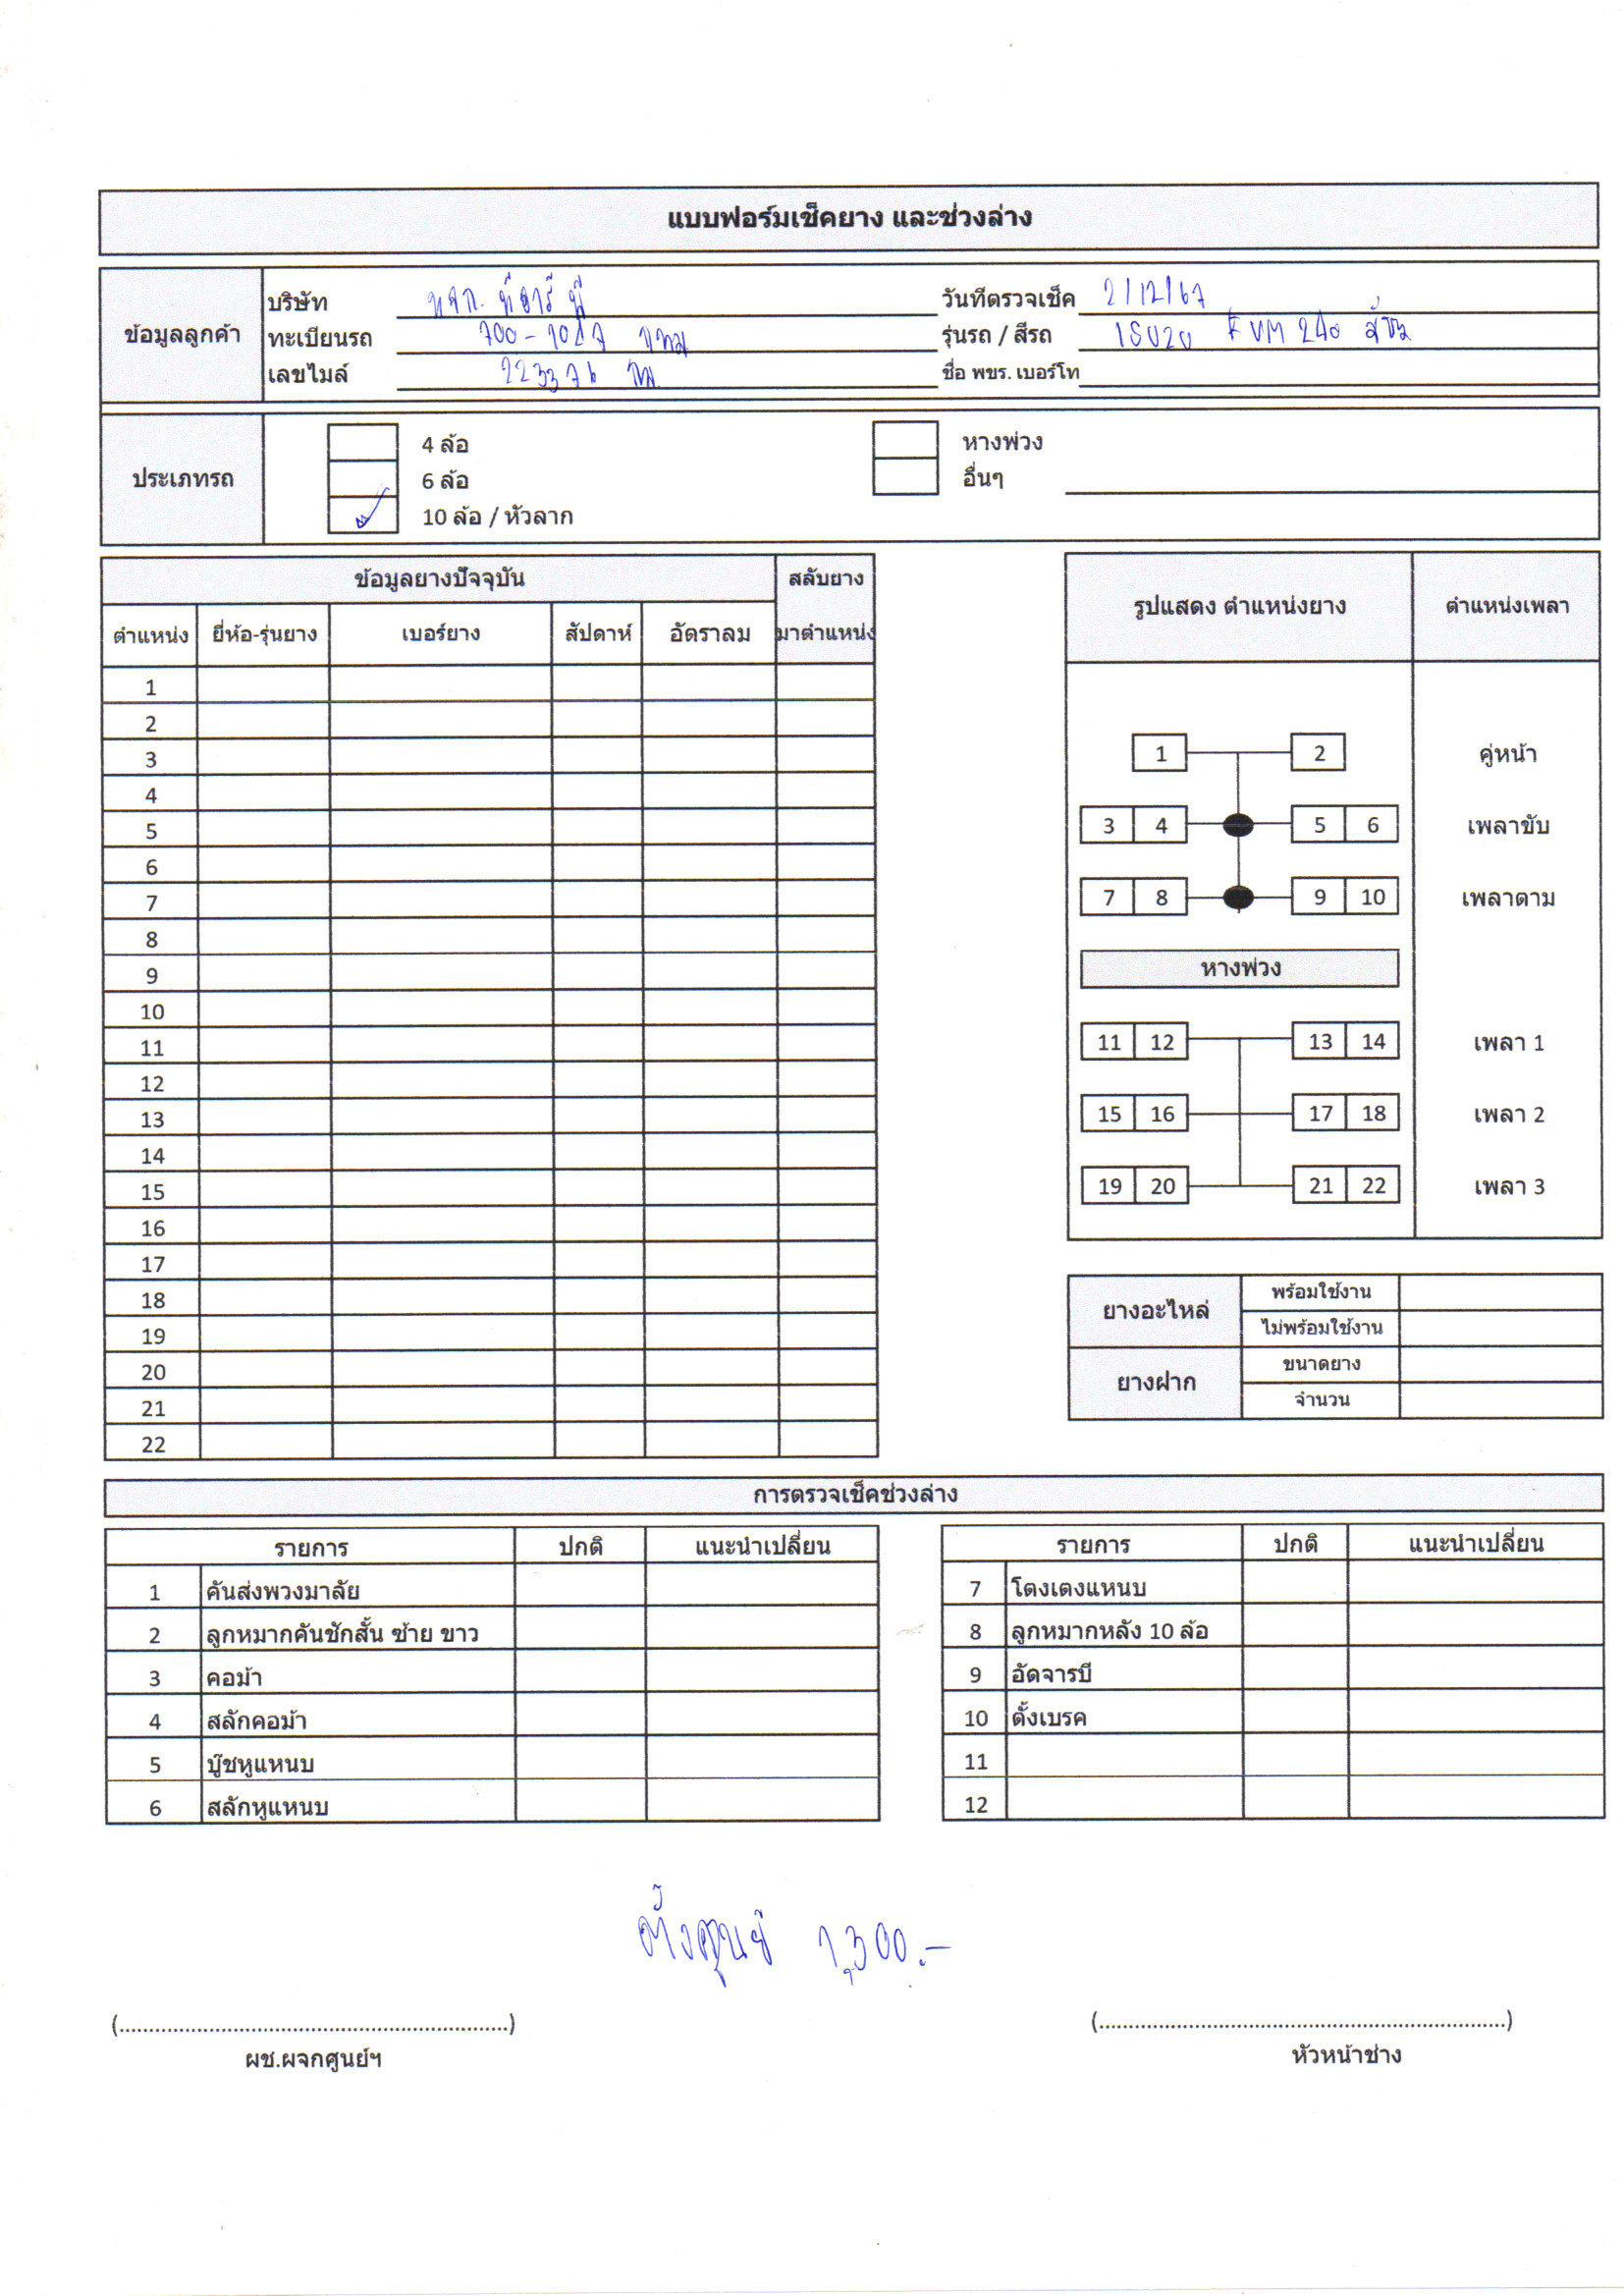 แบบฟอร์มเช็คยาง และช่วงล่าง
ข้อมูลลูกค้า
บริษัท หจก. ทีอาร์ พี
วันที่ตรวจเช็ค 2/12/67
ทะเบียนรถ 700-1047 กทม
รุ่นรถ / สีรถ ISUZU FVM 240
เลขไมล์ 223376 กม.
ชื่อ พขร. เบอร์โท
ประเภทรถ
4 ล้อ
หางพ่วง
6 ล้อ
อื่นๆ
✓ 10 ล้อ / หัวลาก
ข้อมูลยางปัจจุบัน สลับยาง
ตำแหน่ง ยี่ห้อ-รุ่นยาง เบอร์ยาง สัปดาห์ อัตราลม มาตำแหน่ง
1
2
3
4
5
6
7
8
9
10
11
12
13
14
15
16
17
18
19
20
21
22
รูปแสดง ตำแหน่งยาง ตำแหน่งเพลา
1 2 คู่หน้า
3 4 5 6 เพลาขับ
7 8 9 10 เพลาตาม
หางพ่วง
11 12 13 14 เพลา 1
15 16 17 18 เพลา 2
19 20 21 22 เพลา 3
ยางอะไหล่
พร้อมใช้งาน
ไม่พร้อมใช้งาน
ยางฝาก
ขนาดยาง
จำนวน
การตรวจเช็คช่วงล่าง
รายการ ปกติ แนะนำเปลี่ยน
1 คันส่งพวงมาลัย
2 ลูกหมากคันชักสั้น ซ้าย ขาว
3 คอม้า
4 สลักคอม้า
5 บู๊ชหูแหนบ
6 สลักหูแหนบ
รายการ ปกติ แนะนำเปลี่ยน
7 โตงเตงแหนบ
8 ลูกหมากหลัง 10 ล้อ
9 อัดจารบี
10 ตั้งเบรค
11
12
ตั้งศูนย์ 1,300.-
(..................................................................)
ผช.ผจกศูนย์ฯ
(....................................................................)
หัวหน้าช่าง